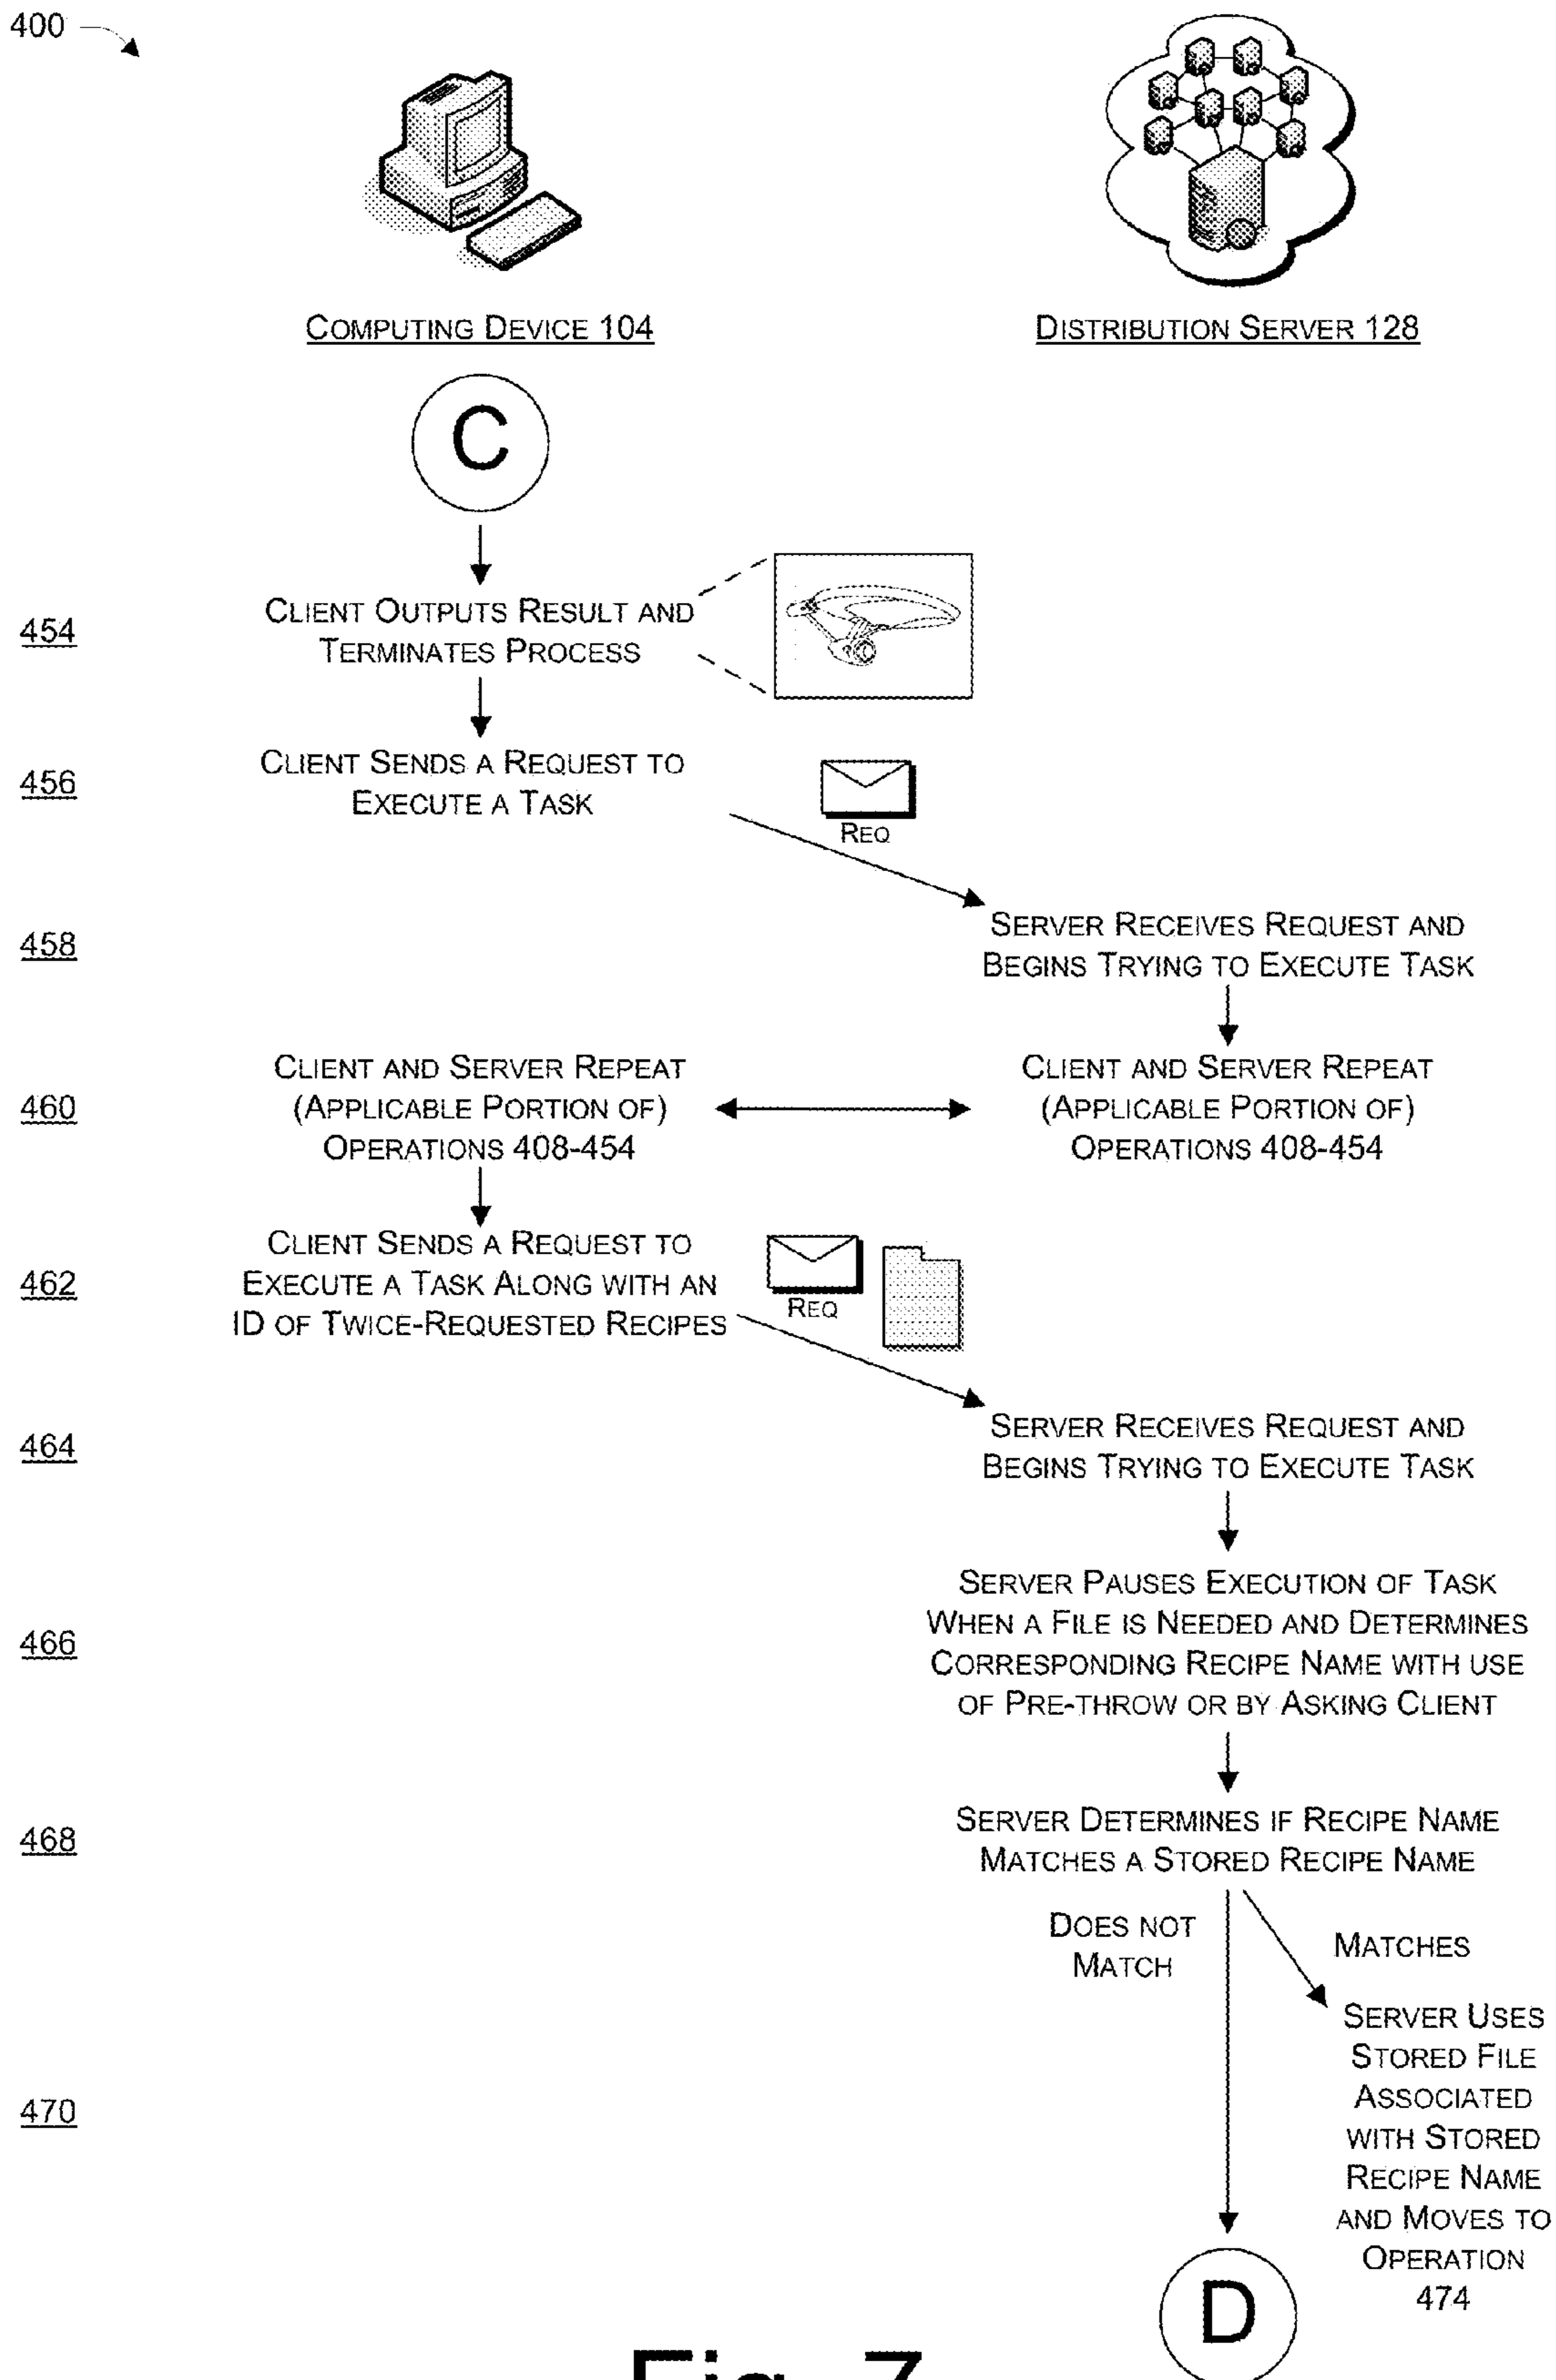 400
COMPUTING DEVICE 104
DISTRIBUTION SERVER 128
C
454
CLIENT OUTPUTS RESULT AND
TERMINATES PROCESS
456
CLIENT SENDS A REQUEST TO
EXECUTE A TASK
REQ
458
SERVER RECEIVES REQUEST AND
BEGINS TRYING TO EXECUTE TASK
460
CLIENT AND SERVER REPEAT
(APPLICABLE PORTION OF)
OPERATIONS 408-454
CLIENT AND SERVER REPEAT
(APPLICABLE PORTION OF)
OPERATIONS 408-454
462
CLIENT SENDS A REQUEST TO
EXECUTE A TASK ALONG WITH AN
ID OF TWICE-REQUESTED RECIPES
REQ
464
SERVER RECEIVES REQUEST AND
BEGINS TRYING TO EXECUTE TASK
466
SERVER PAUSES EXECUTION OF TASK
WHEN A FILE IS NEEDED AND DETERMINES
CORRESPONDING RECIPE NAME WITH USE
OF PRE-THROW OR BY ASKING CLIENT
468
SERVER DETERMINES IF RECIPE NAME
MATCHES A STORED RECIPE NAME
DOES NOT
MATCH
MATCHES
470
SERVER USES
STORED FILE
ASSOCIATED
WITH STORED
RECIPE NAME
AND MOVES TO
OPERATION
474
D
Fig. 7